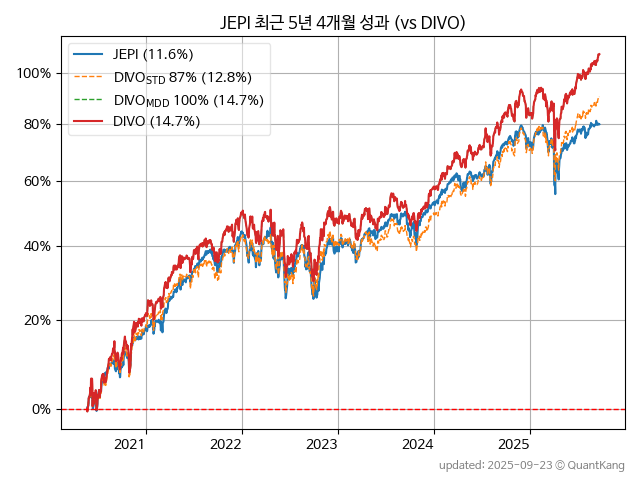 JEPI 최근 5년 4개월 성과 (vs DIVO)
JEPI (11.6%)
DIVO_STD 87% (12.8%)
DIVO_MDD 100% (14.7%)
DIVO (14.7%)
100%
80%
60%
40%
20%
0%
2021 2022 2023 2024 2025
updated: 2025-09-23 © QuantKang